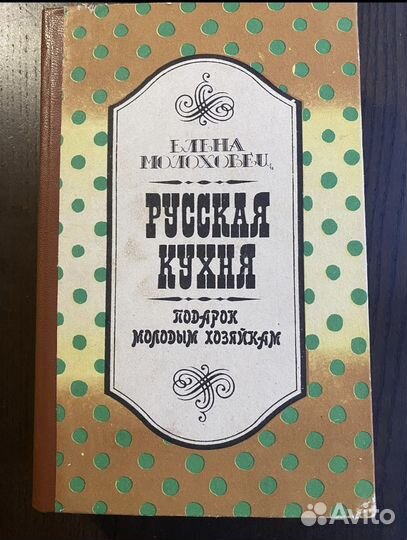 ЕЛЕНА
МОЛОХОВЕЦ
РУССКАЯ
КУХНЯ
ПОДАРОК
МОЛОДЫМ ХОЗЯЙКАМ
Avito